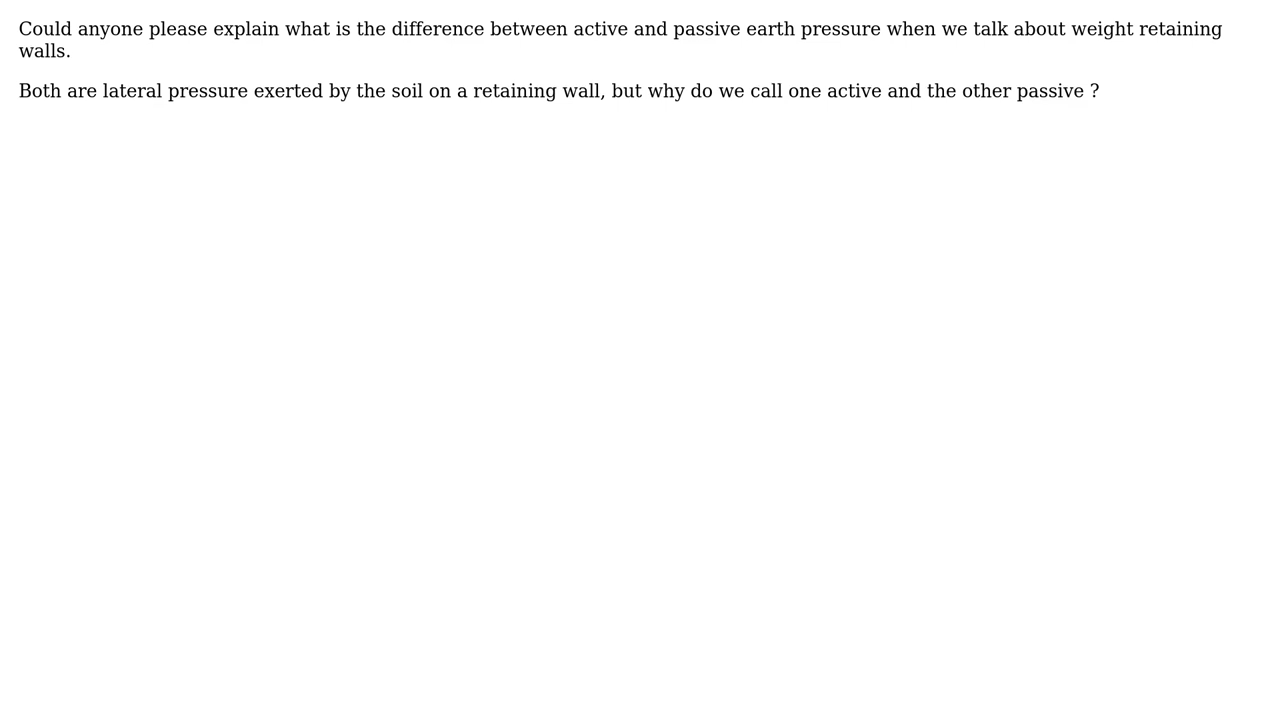 Could anyone please explain what is the difference between active and passive earth pressure when we talk about weight retaining
walls.
Both are lateral pressure exerted by the soil on a retaining wall, but why do we call one active and the other passive ?